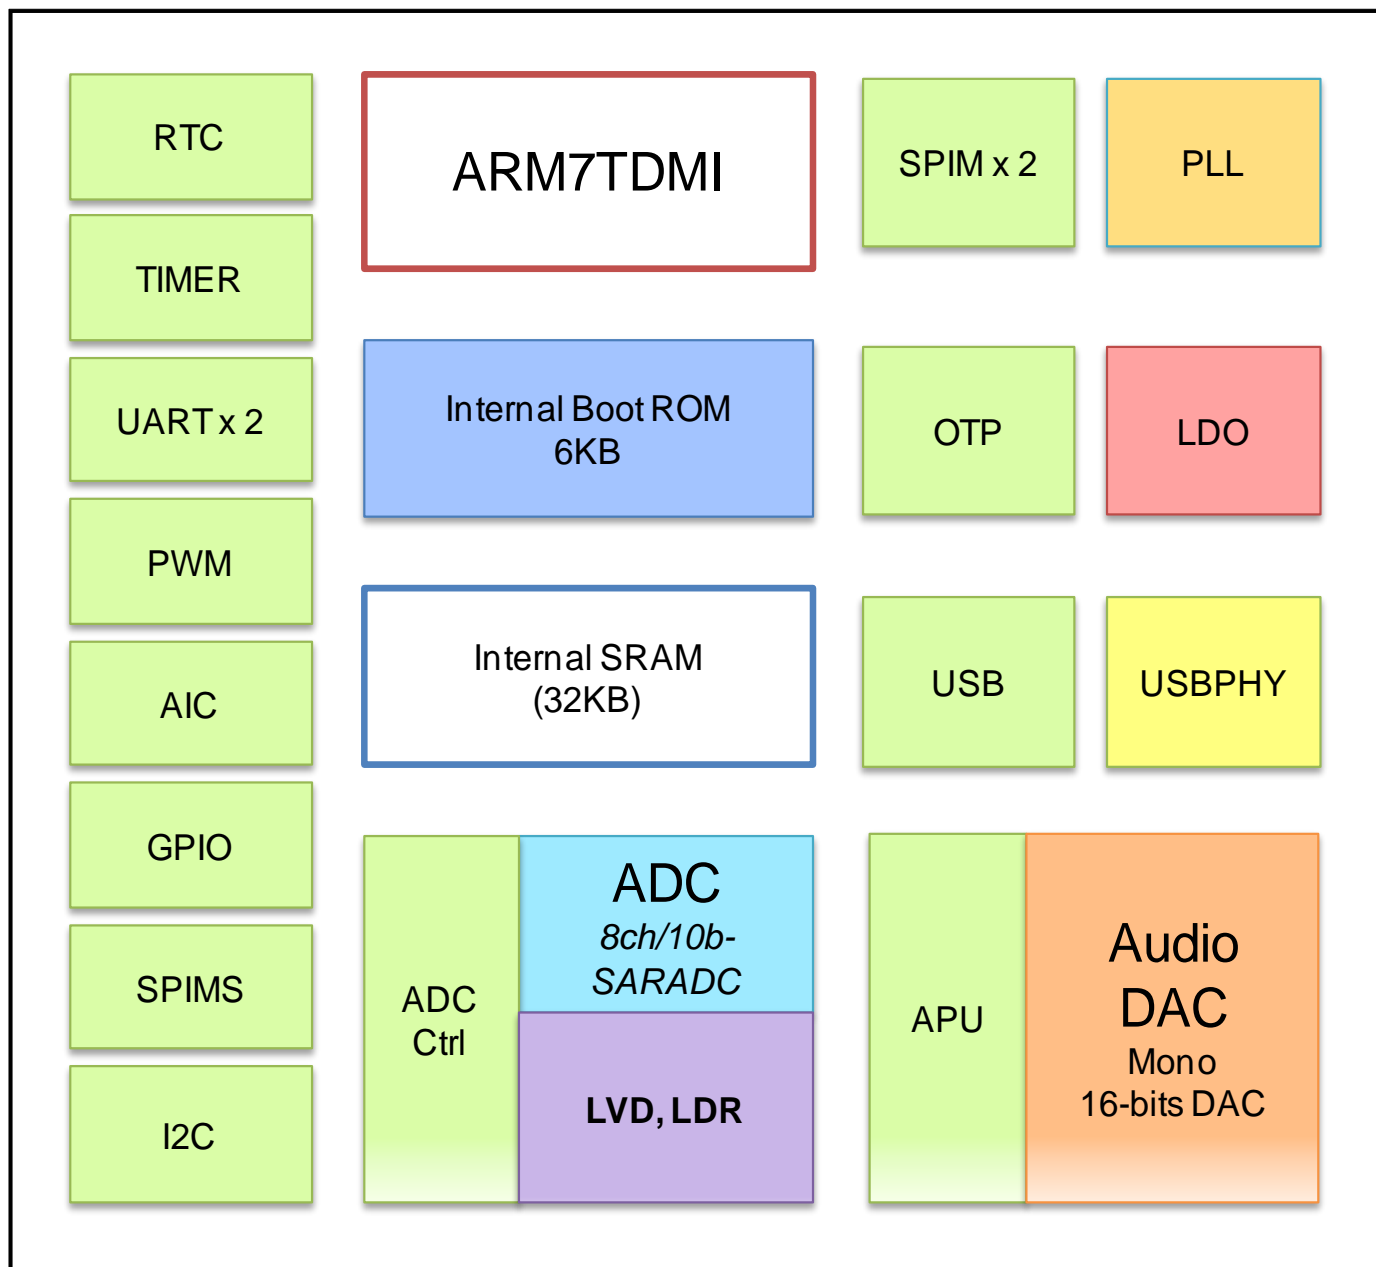 RTC
TIMER
UART x 2
PWM
AIC
GPIO
SPIMS
I2C
ARM7TDMI
Internal Boot ROM
6KB
Internal SRAM
(32KB)
ADC
Ctrl
ADC
8ch/10b-
SARADC
LVD, LDR
SPIM x 2
PLL
OTP
LDO
USB
USBPHY
APU
Audio
DAC
Mono
16-bits DAC